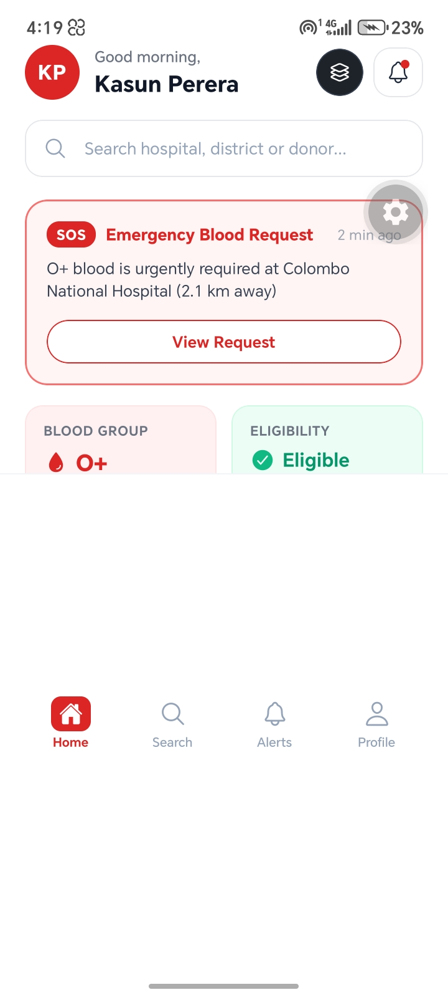 4:19
1 4G 23%
KP
Good morning,
Kasun Perera
Search hospital, district or donor...
SOS Emergency Blood Request 2 min ago
O+ blood is urgently required at Colombo
National Hospital (2.1 km away)
View Request
BLOOD GROUP
O+
ELIGIBILITY
Eligible
Home Search Alerts Profile